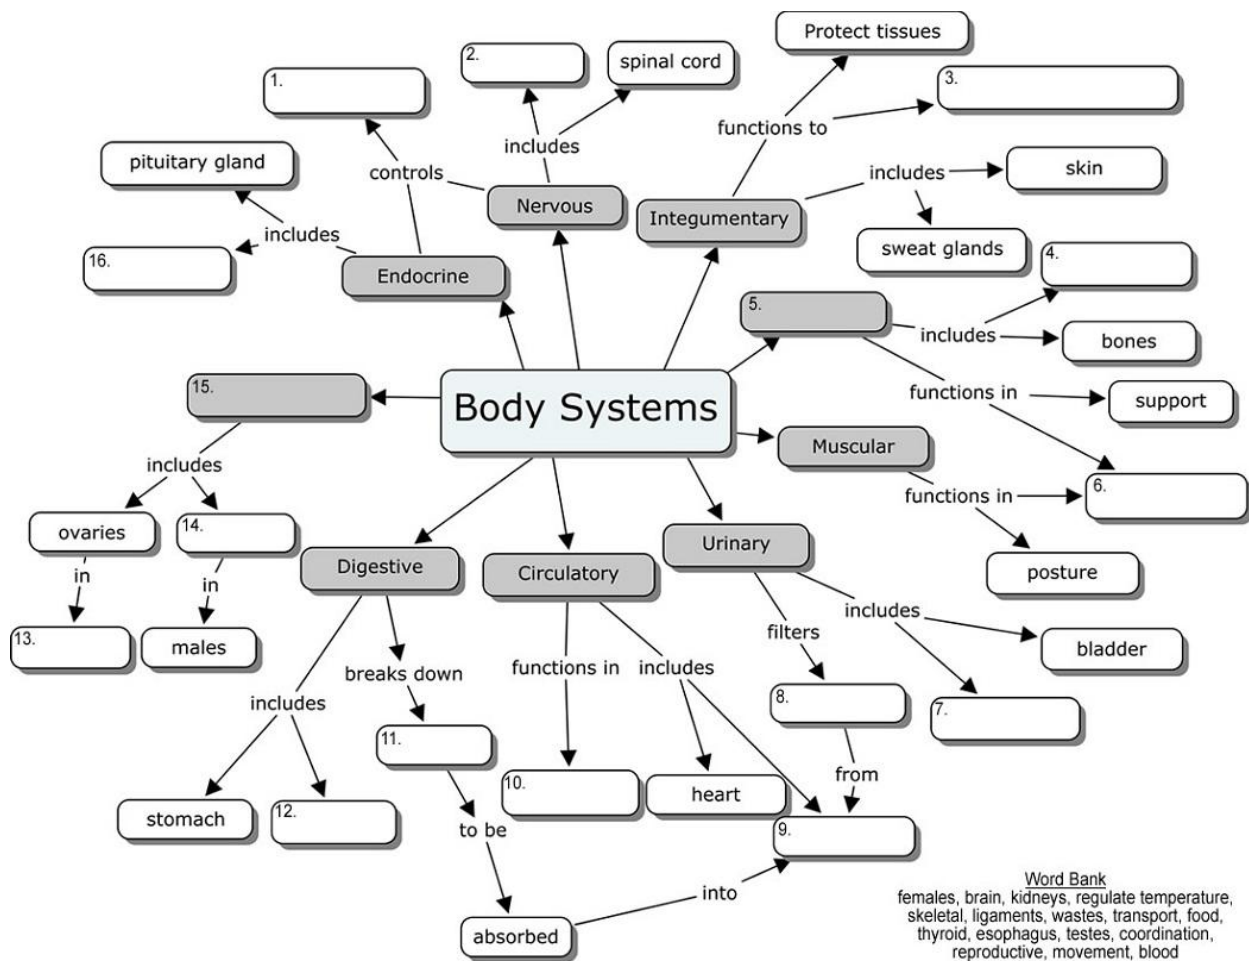 Protect tissues
2.
spinal cord
1.
3.
functions to
includes
pituitary gland
controls
includes
skin
Nervous
Integumentary
includes
16.
Endocrine
sweat glands
4.
5.
includes
bones
15.
functions in
support
Body Systems
Muscular
includes
functions in
6.
ovaries
14.
Urinary
Digestive
Circulatory
posture
in
in
includes
filters
13.
males
bladder
functions in
includes
breaks down
8.
7.
includes
11.
from
10.
heart
stomach
12.
to be
9.
into
absorbed
Word Bank
females, brain, kidneys, regulate temperature,
skeletal, ligaments, wastes, transport, food,
thyroid, esophagus, testes, coordination,
reproductive, movement, blood